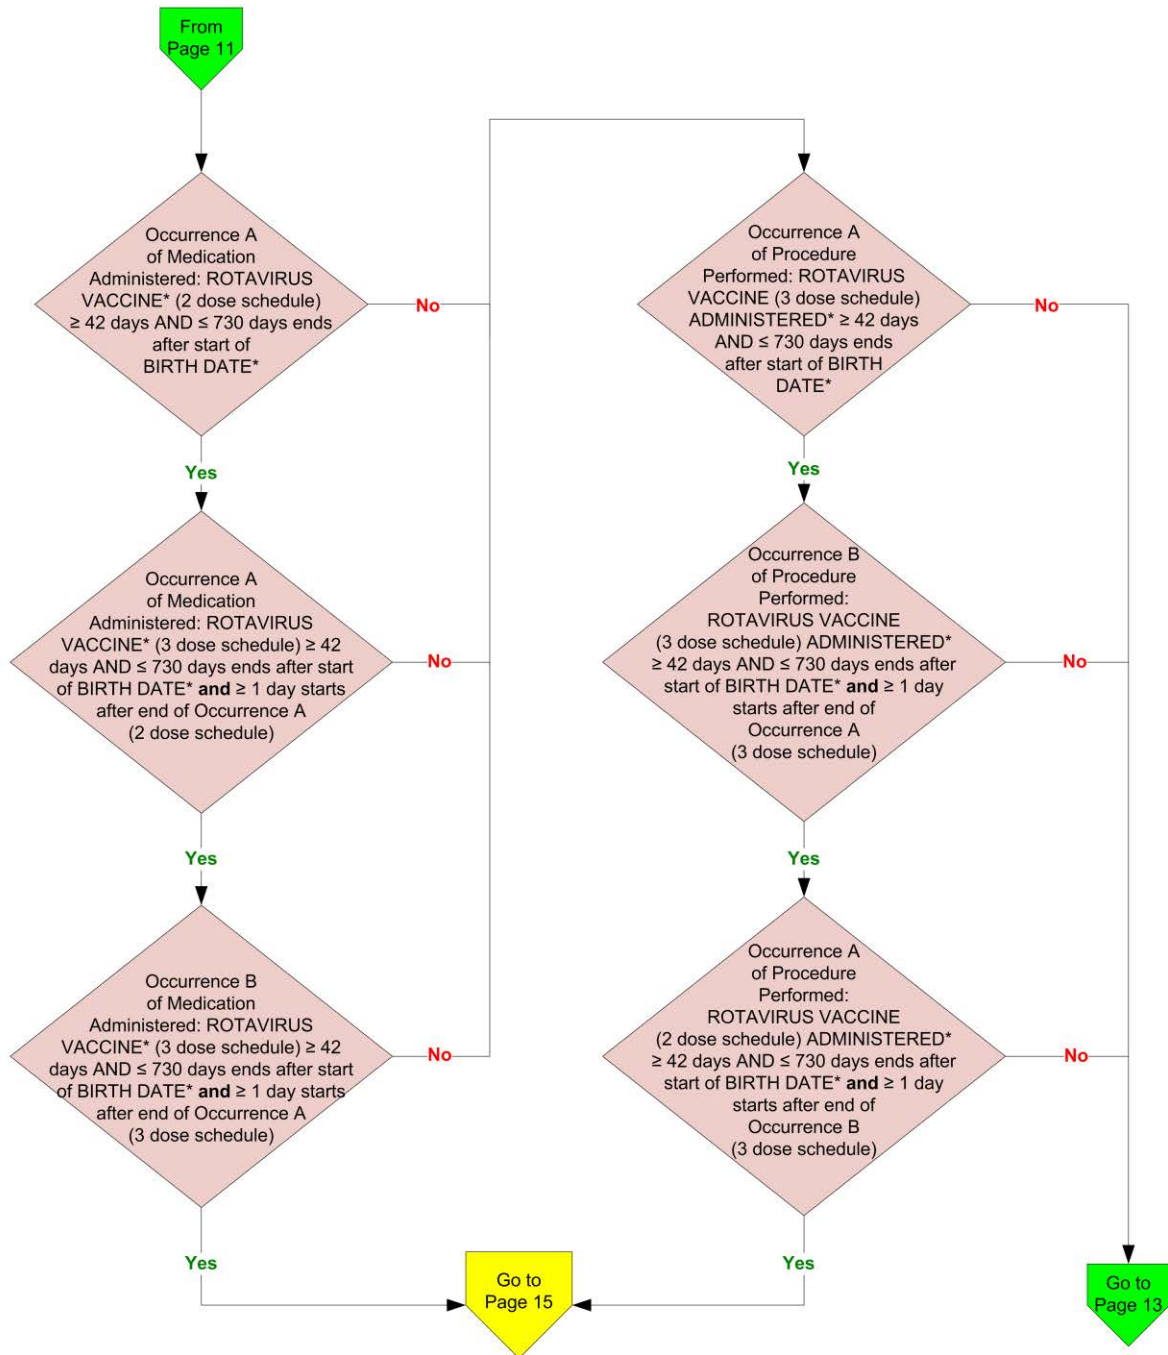 From
Page 11
Occurrence A
of Medication
Administered: ROTAVIRUS
VACCINE* (2 dose schedule)
≥ 42 days AND ≤ 730 days ends
after start of
BIRTH DATE*
No
Yes
Occurrence A
of Medication
Administered: ROTAVIRUS
VACCINE* (3 dose schedule) ≥ 42
days AND ≤ 730 days ends after start
of BIRTH DATE* and ≥ 1 day starts
after end of Occurrence A
(2 dose schedule)
No
Yes
Occurrence B
of Medication
Administered: ROTAVIRUS
VACCINE* (3 dose schedule) ≥ 42
days AND ≤ 730 days ends after start
of BIRTH DATE* and ≥ 1 day starts
after end of Occurrence A
(3 dose schedule)
No
Yes
Occurrence A
of Procedure
Performed: ROTAVIRUS
VACCINE (3 dose schedule)
ADMINISTERED* ≥ 42 days
AND ≤ 730 days ends
after start of BIRTH
DATE*
No
Yes
Occurrence B
of Procedure
Performed:
ROTAVIRUS VACCINE
(3 dose schedule) ADMINISTERED*
≥ 42 days AND ≤ 730 days ends after
start of BIRTH DATE* and ≥ 1 day
starts after end of
Occurrence A
(3 dose schedule)
No
Yes
Occurrence A
of Procedure
Performed:
ROTAVIRUS VACCINE
(2 dose schedule) ADMINISTERED*
≥ 42 days AND ≤ 730 days ends after
start of BIRTH DATE* and ≥ 1 day
starts after end of
Occurrence B
(3 dose schedule)
No
Yes
Go to
Page 15
Go to
Page 13